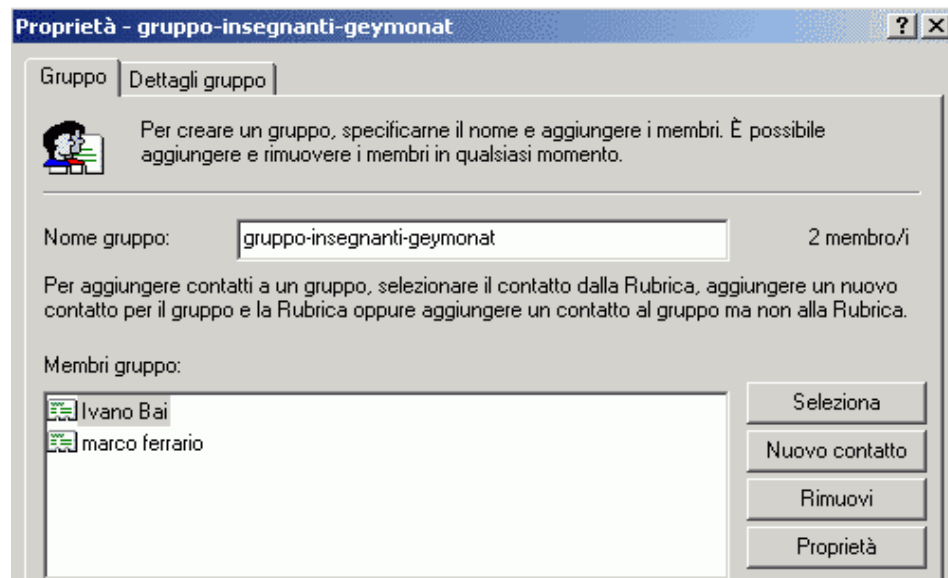 Proprietà - gruppo-insegnanti-geymonat
Gruppo
Dettagli gruppo
Per creare un gruppo, specificarne il nome e aggiungere i membri. È possibile
aggiungere e rimuovere i membri in qualsiasi momento.
Nome gruppo:
gruppo-insegnanti-geymonat
2 membro/i
Per aggiungere contatti a un gruppo, selezionare il contatto dalla Rubrica, aggiungere un nuovo
contatto per il gruppo e la Rubrica oppure aggiungere un contatto al gruppo ma non alla Rubrica.
Membri gruppo:
Ivano Bai
marco ferrario
Seleziona
Nuovo contatto
Rimuovi
Proprietà